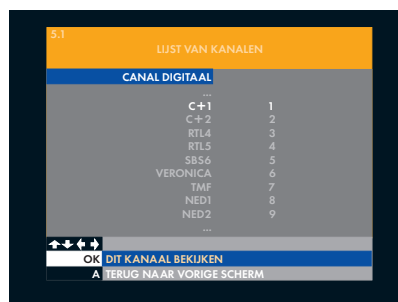 5.1
LIJST VAN KANALEN
CANAL DIGITAAL
...
C+1 1
C+2 2
RTL4 3
RTL5 4
SBS6 5
VERONICA 6
TMF 7
NED1 8
NED2 9
...
OK DIT KANAAL BEKIJKEN
A TERUG NAAR VORIGE SCHERM